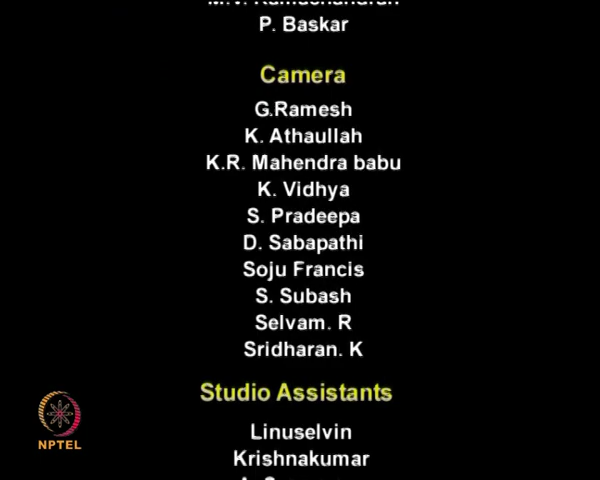 P. Baskar
Camera
G.Ramesh
K. Athaullah
K.R. Mahendra babu
K. Vidhya
S. Pradeepa
D. Sabapathi
Soju Francis
S. Subash
Selvam. R
Sridharan. K
Studio Assistants
Linuselvin
Krishnakumar
NPTEL